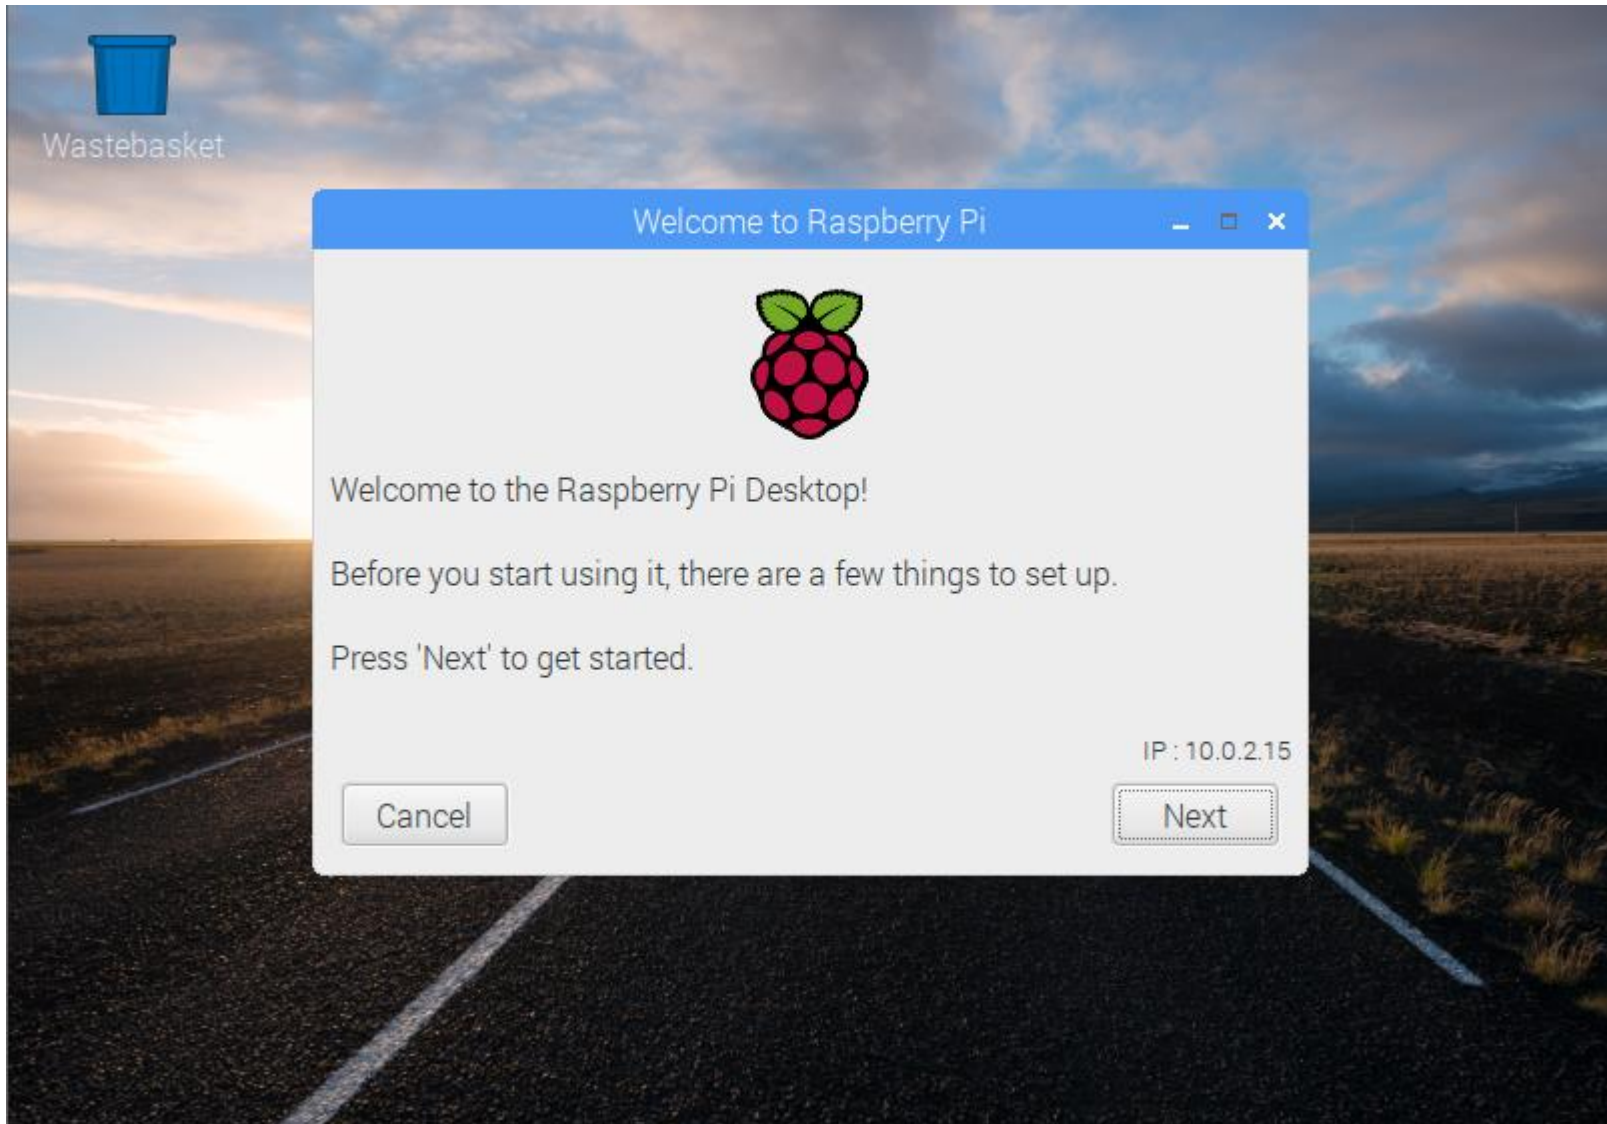 Wastebasket
Welcome to Raspberry Pi
Welcome to the Raspberry Pi Desktop!
Before you start using it, there are a few things to set up.
Press 'Next' to get started.
IP : 10.0.2.15
Cancel
Next